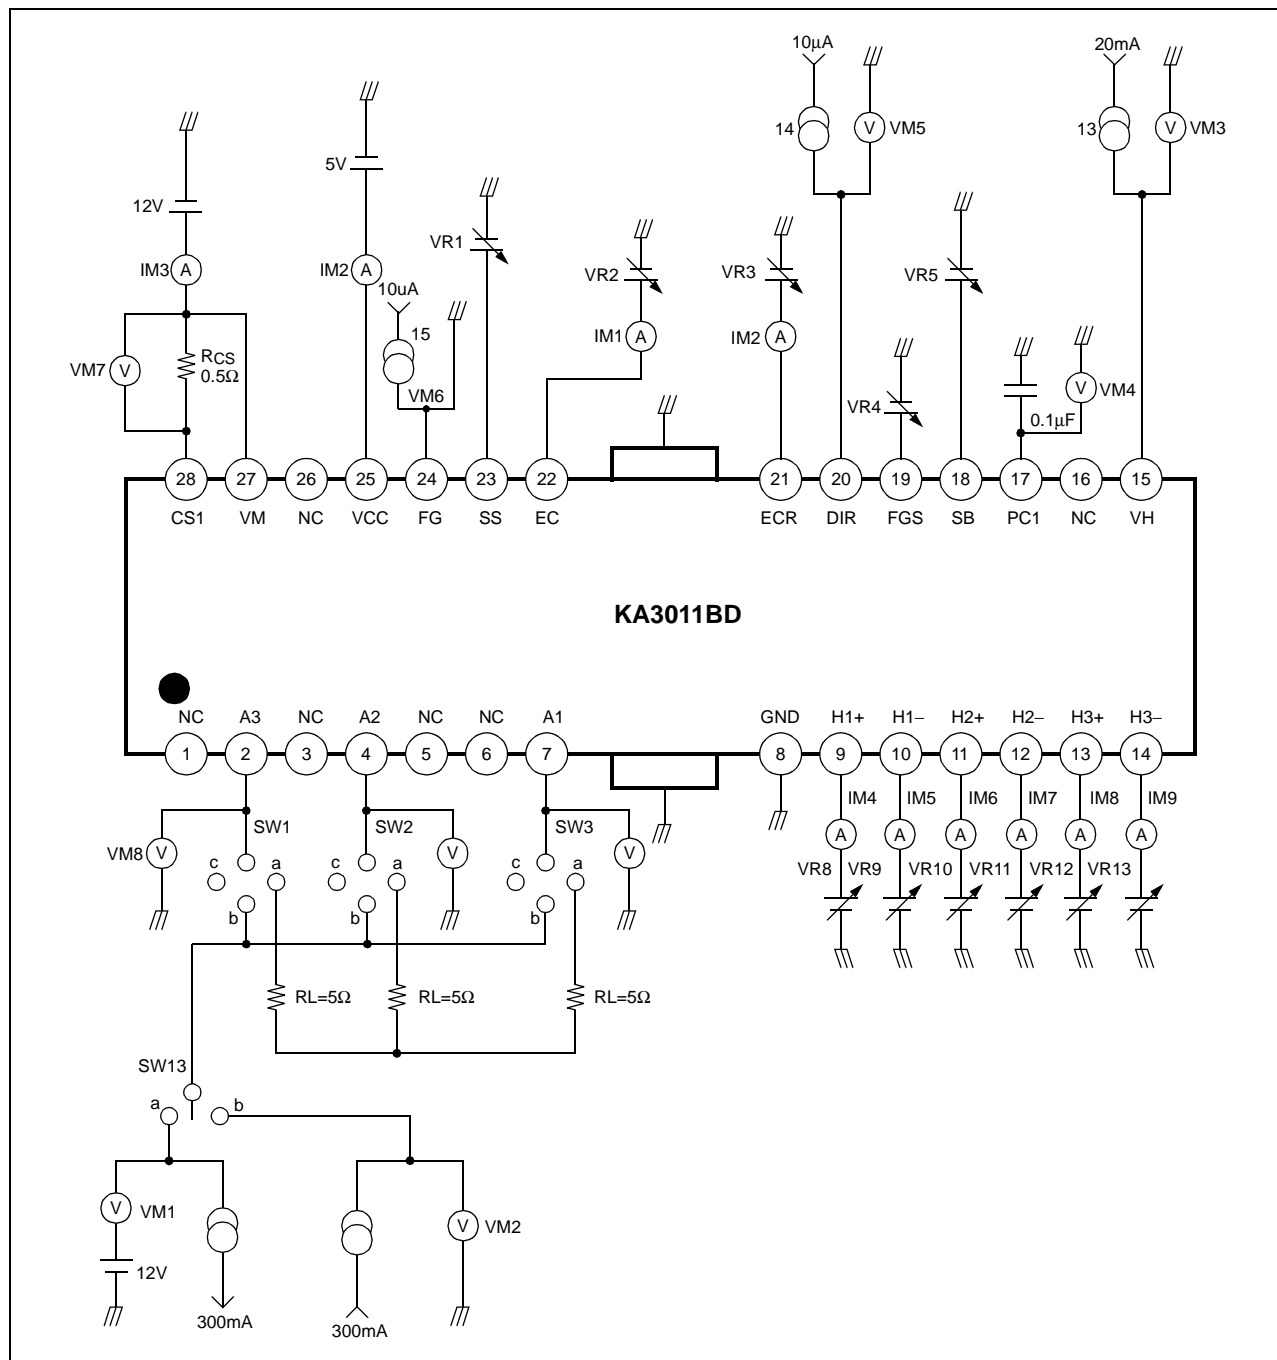 10μA
20mA
14
V
VM5
13
V
VM3
5V
12V
VR1
IM3
A
IM2
A
10uA
15
VR2
VR3
VR5
IM1
A
IM2
A
VM7
V
RCS
0.5Ω
VM6
VR4
V
VM4
0.1μF
28
27
26
25
24
23
22
21
20
19
18
17
16
15
CS1
VM
NC
VCC
FG
SS
EC
ECR
DIR
FGS
SB
PC1
NC
VH
KA3011BD
NC
A3
NC
A2
NC
NC
A1
GND
H1+
H1−
H2+
H2−
H3+
H3−
1
2
3
4
5
6
7
8
9
10
11
12
13
14
IM4
IM5
IM6
IM7
IM8
IM9
SW1
SW2
SW3
A
A
A
A
A
A
VM8
V
c
a
b
c
a
b
V
c
a
b
V
VR8
VR9
VR10
VR11
VR12
VR13
RL=5Ω
RL=5Ω
RL=5Ω
SW13
a
b
V
VM1
V
VM2
12V
300mA
300mA